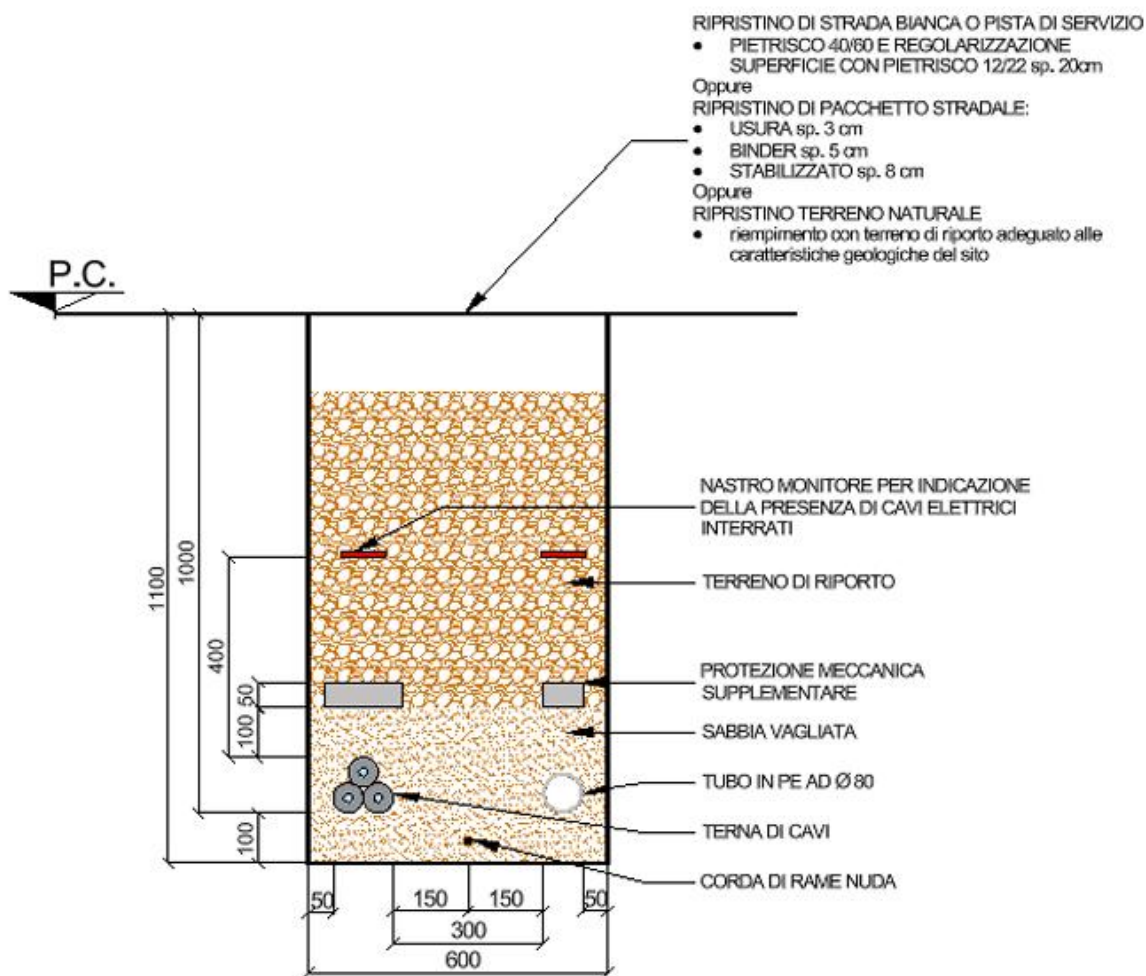 RIPRISTINO DI STRADA BIANCA O PISTA DI SERVIZIO
• PIETRISCO 40/60 E REGOLARIZZAZIONE
SUPERFICIE CON PIETRISCO 12/22 sp. 20cm
Oppure
RIPRISTINO DI PACCHETTO STRADALE:
• USURA sp. 3 cm
• BINDER sp. 5 cm
• STABILIZZATO sp. 8 cm
Oppure
RIPRISTINO TERRENO NATURALE
• riempimento con terreno di riporto adeguato alle
caratteristiche geologiche del sito
P.C.
NASTRO MONITORE PER INDICAZIONE
DELLA PRESENZA DI CAVI ELETTRICI
INTERRATI
TERRENO DI RIPORTO
1100
1000
400
50
100
100
PROTEZIONE MECCANICA
SUPPLEMENTARE
SABBIA VAGLIATA
TUBO IN PE AD Ø 80
TERNA DI CAVI
CORDA DI RAME NUDA
50
150
150
50
300
600